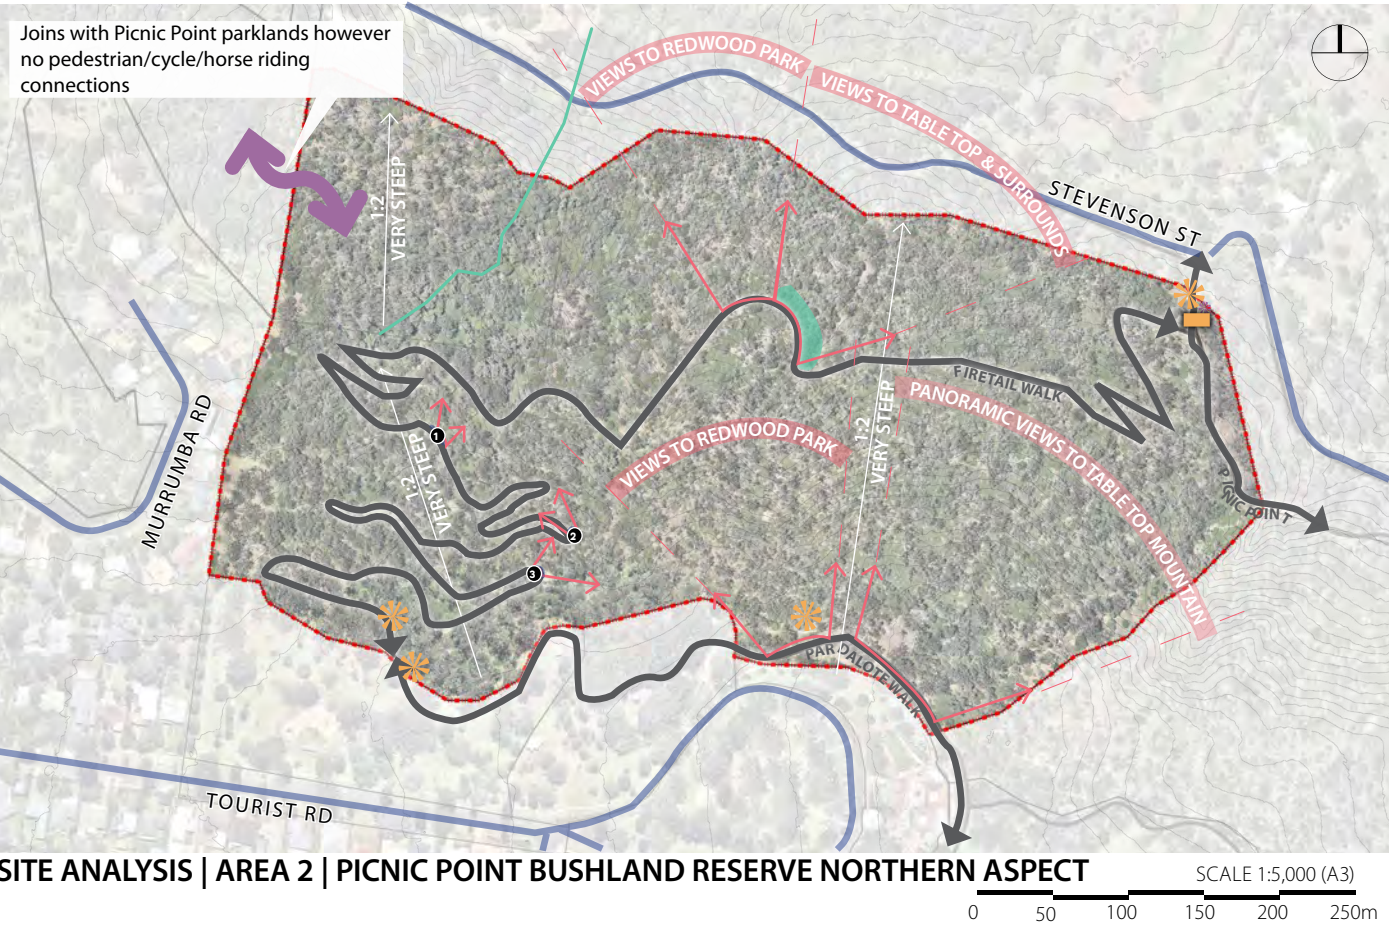 Joins with Picnic Point parklands however
no pedestrian/cycle/horse riding
connections
VIEWS TO REDWOOD PARK
VIEWS TO TABLE TOP & SURROUNDS
STEVENSON ST
1:2
VERY STEEP
FIRETAIL WALK
1:2
VERY STEEP
PANORAMIC VIEWS TO TABLE TOP MOUNTAIN
VIEWS TO REDWOOD PARK
MURRUMBA RD
1:2
VERY STEEP
1
2
3
PICNIC POINT
PARDALOTE WALK
TOURIST RD
SITE ANALYSIS | AREA 2 | PICNIC POINT BUSHLAND RESERVE NORTHERN ASPECT
SCALE 1:5,000 (A3)
0 50 100 150 200 250m